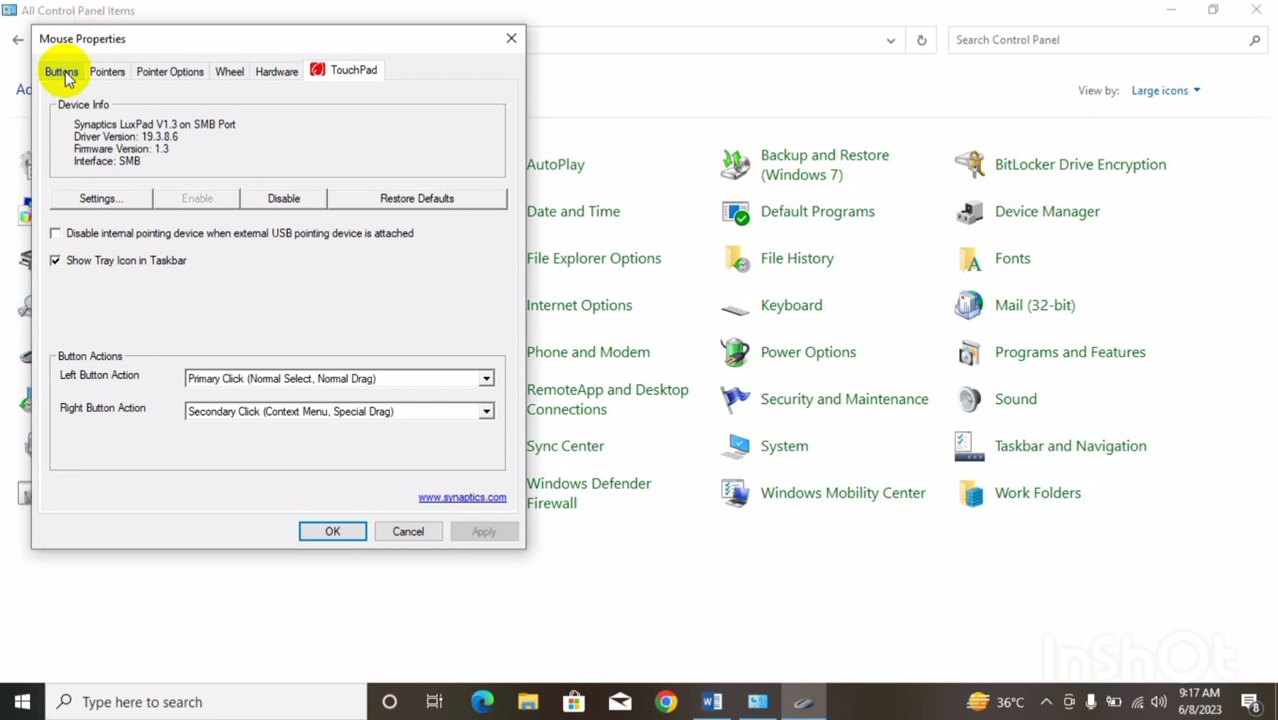 All Control Panel Items
Mouse Properties
Search Control Panel
Buttons
Pointers
Pointer Options
Wheel
Hardware
TouchPad
View by:
Large icons
Device Info
Synaptics LuxPad V1.3 on SMB Port
Driver Version: 19.3.8.6
Firmware Version: 1.3
Interface: SMB
Settings...
Enable
Disable
Restore Defaults
Disable internal pointing device when external USB pointing device is attached
Show Tray Icon in Taskbar
Button Actions
Left Button Action
Primary Click (Normal Select, Normal Drag)
Right Button Action
Secondary Click (Context Menu, Special Drag)
www.synaptics.com
OK
Cancel
Apply
AutoPlay
Backup and Restore
(Windows 7)
BitLocker Drive Encryption
Date and Time
Default Programs
Device Manager
File Explorer Options
File History
Fonts
Internet Options
Keyboard
Mail (32-bit)
Phone and Modem
Power Options
Programs and Features
RemoteApp and Desktop
Connections
Security and Maintenance
Sound
Sync Center
System
Taskbar and Navigation
Windows Defender
Firewall
Windows Mobility Center
Work Folders
InShOt
Type here to search
36°C
9:17 AM
6/8/2023
8